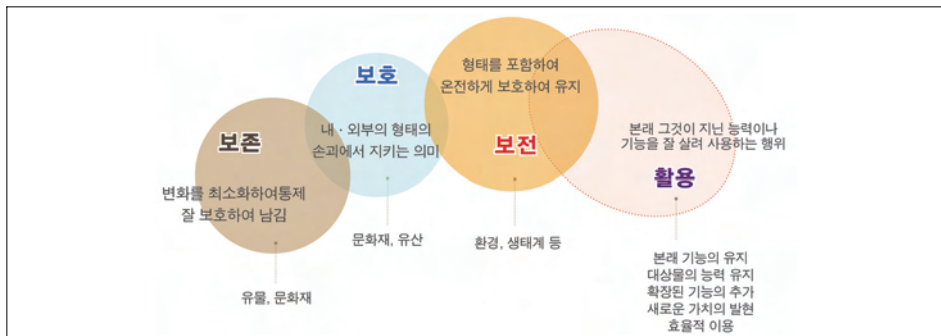 보존
변화를 최소화하여통제
잘 보호하여 남김
유물, 문화재
보호
내 · 외부의 형태의
손괴에서 지키는 의미
문화재, 유산
형태를 포함하여
온전하게 보호하여 유지
보전
환경, 생태계 등
본래 그것이 지닌 능력이나
기능을 잘 살려 사용하는 행위
활용
본래 기능의 유지
대상물의 능력 유지
확장된 기능의 추가
새로운 가치의 발현
효율적 이용